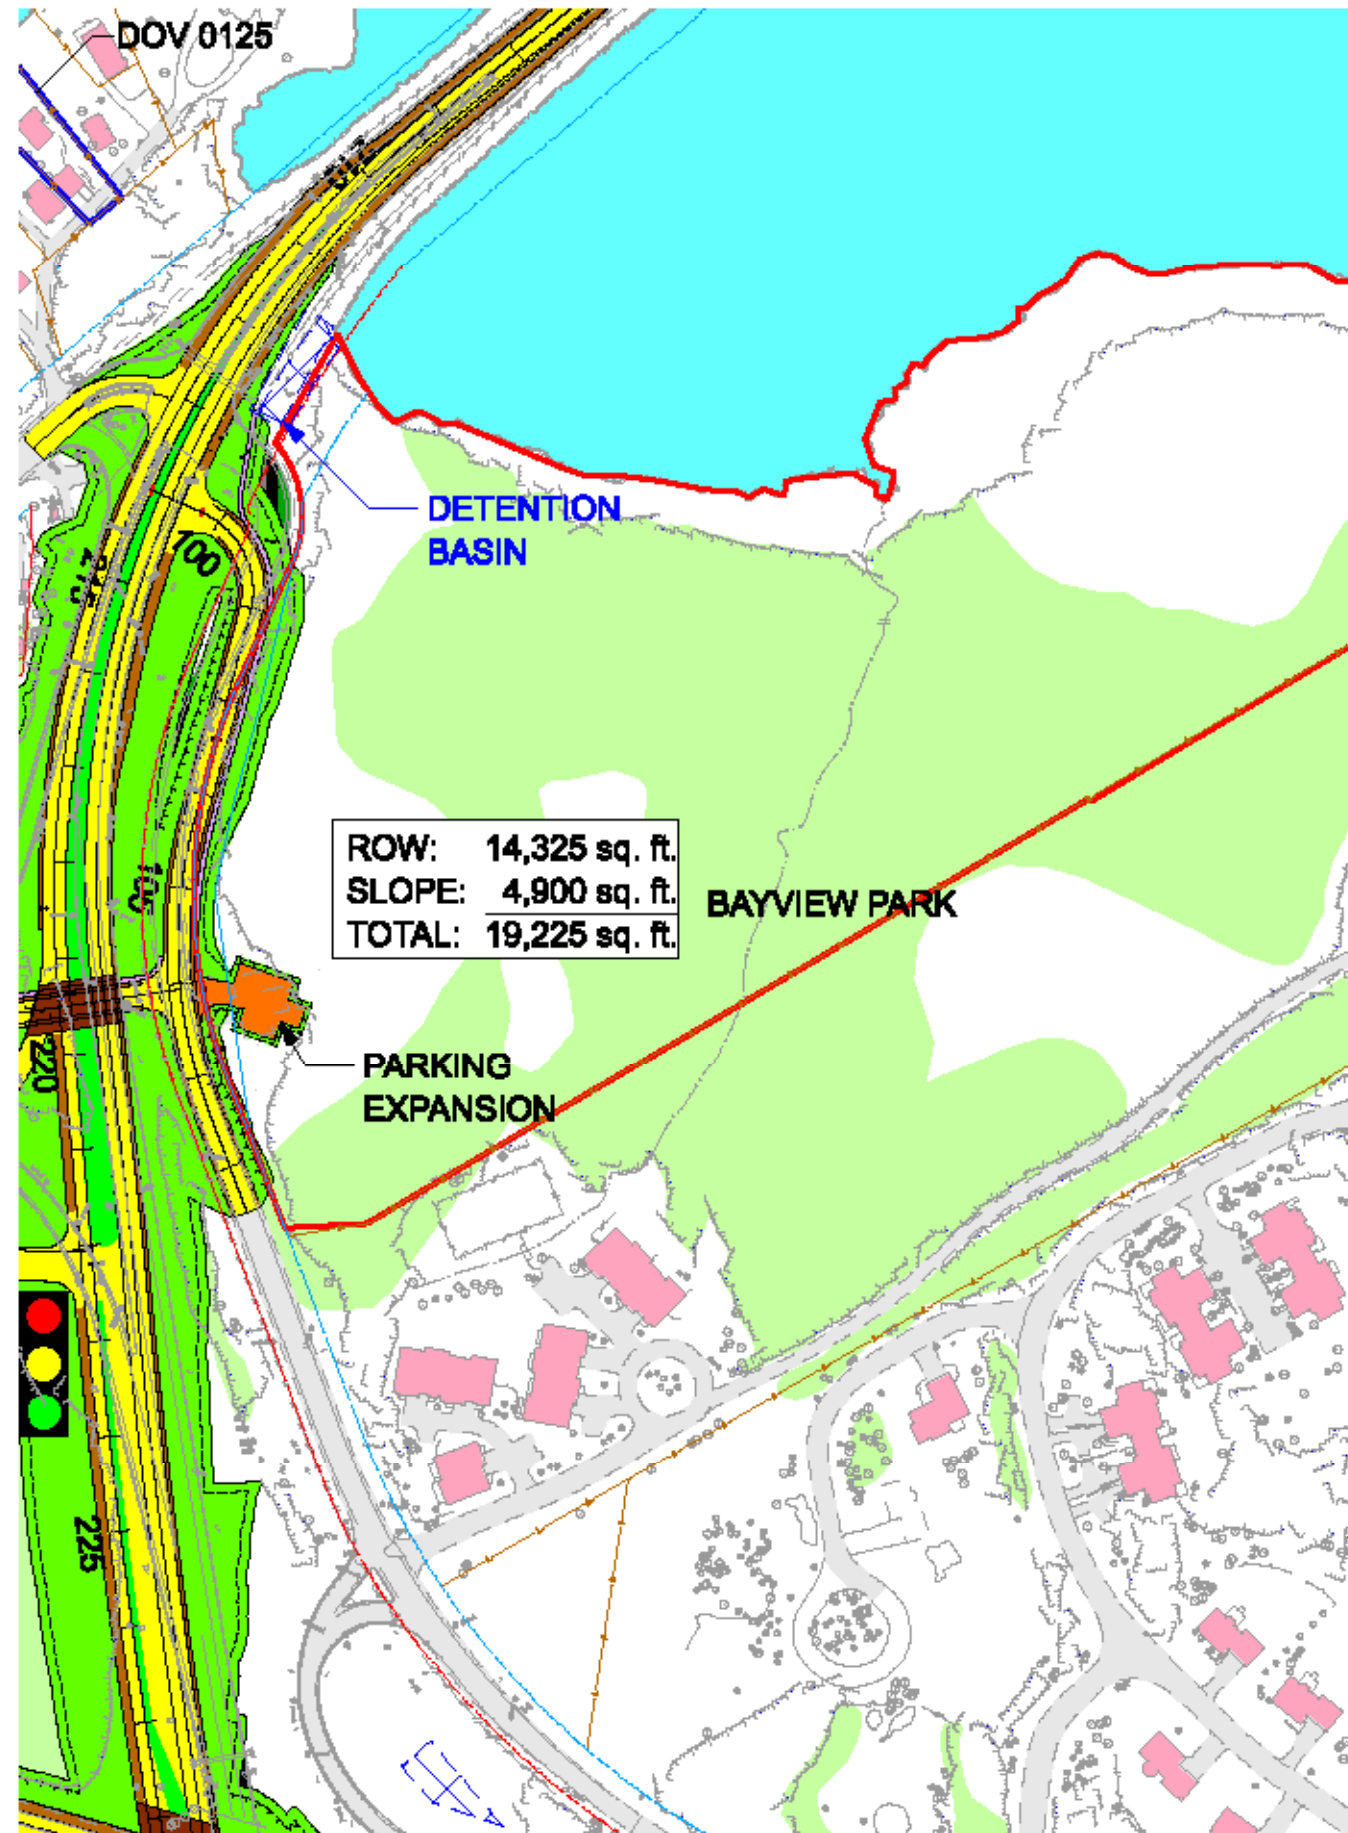 DOV 0125
DETENTION
BASIN
100
ROW: 14,325 sq. ft.
SLOPE: 4,900 sq. ft.
TOTAL: 19,225 sq. ft.
BAYVIEW PARK
105
PARKING
EXPANSION
220
225